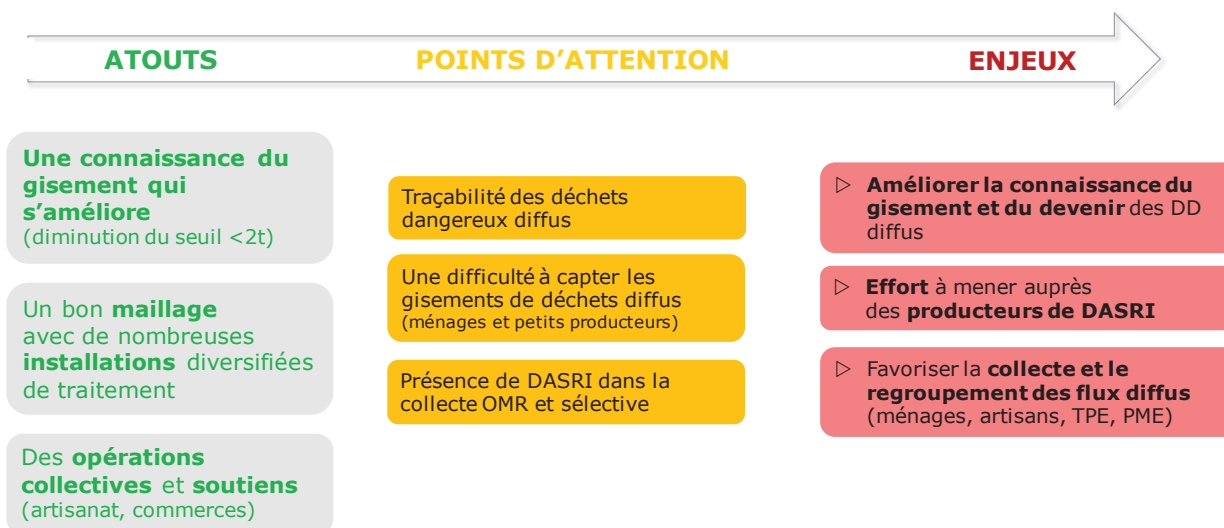 ATOUTS
POINTS D'ATTENTION
ENJEUX
Une connaissance du
gisement qui
s'améliore
(diminution du seuil <2t)
Un bon maillage
avec de nombreuses
installations diversifiées
de traitement
Des opérations
collectives et soutiens
(artisanat, commerces)
Traçabilité des déchets
dangereux diffus
Une difficulté à capter les
gisements de déchets diffus
(ménages et petits producteurs)
Présence de DASRI dans la
collecte OMR et sélective
▷ Améliorer la connaissance du
gisement et du devenir des DD
diffus
▷ Effort à mener auprès
des producteurs de DASRI
▷ Favoriser la collecte et le
regroupement des flux diffus
(ménages, artisans, TPE, PME)